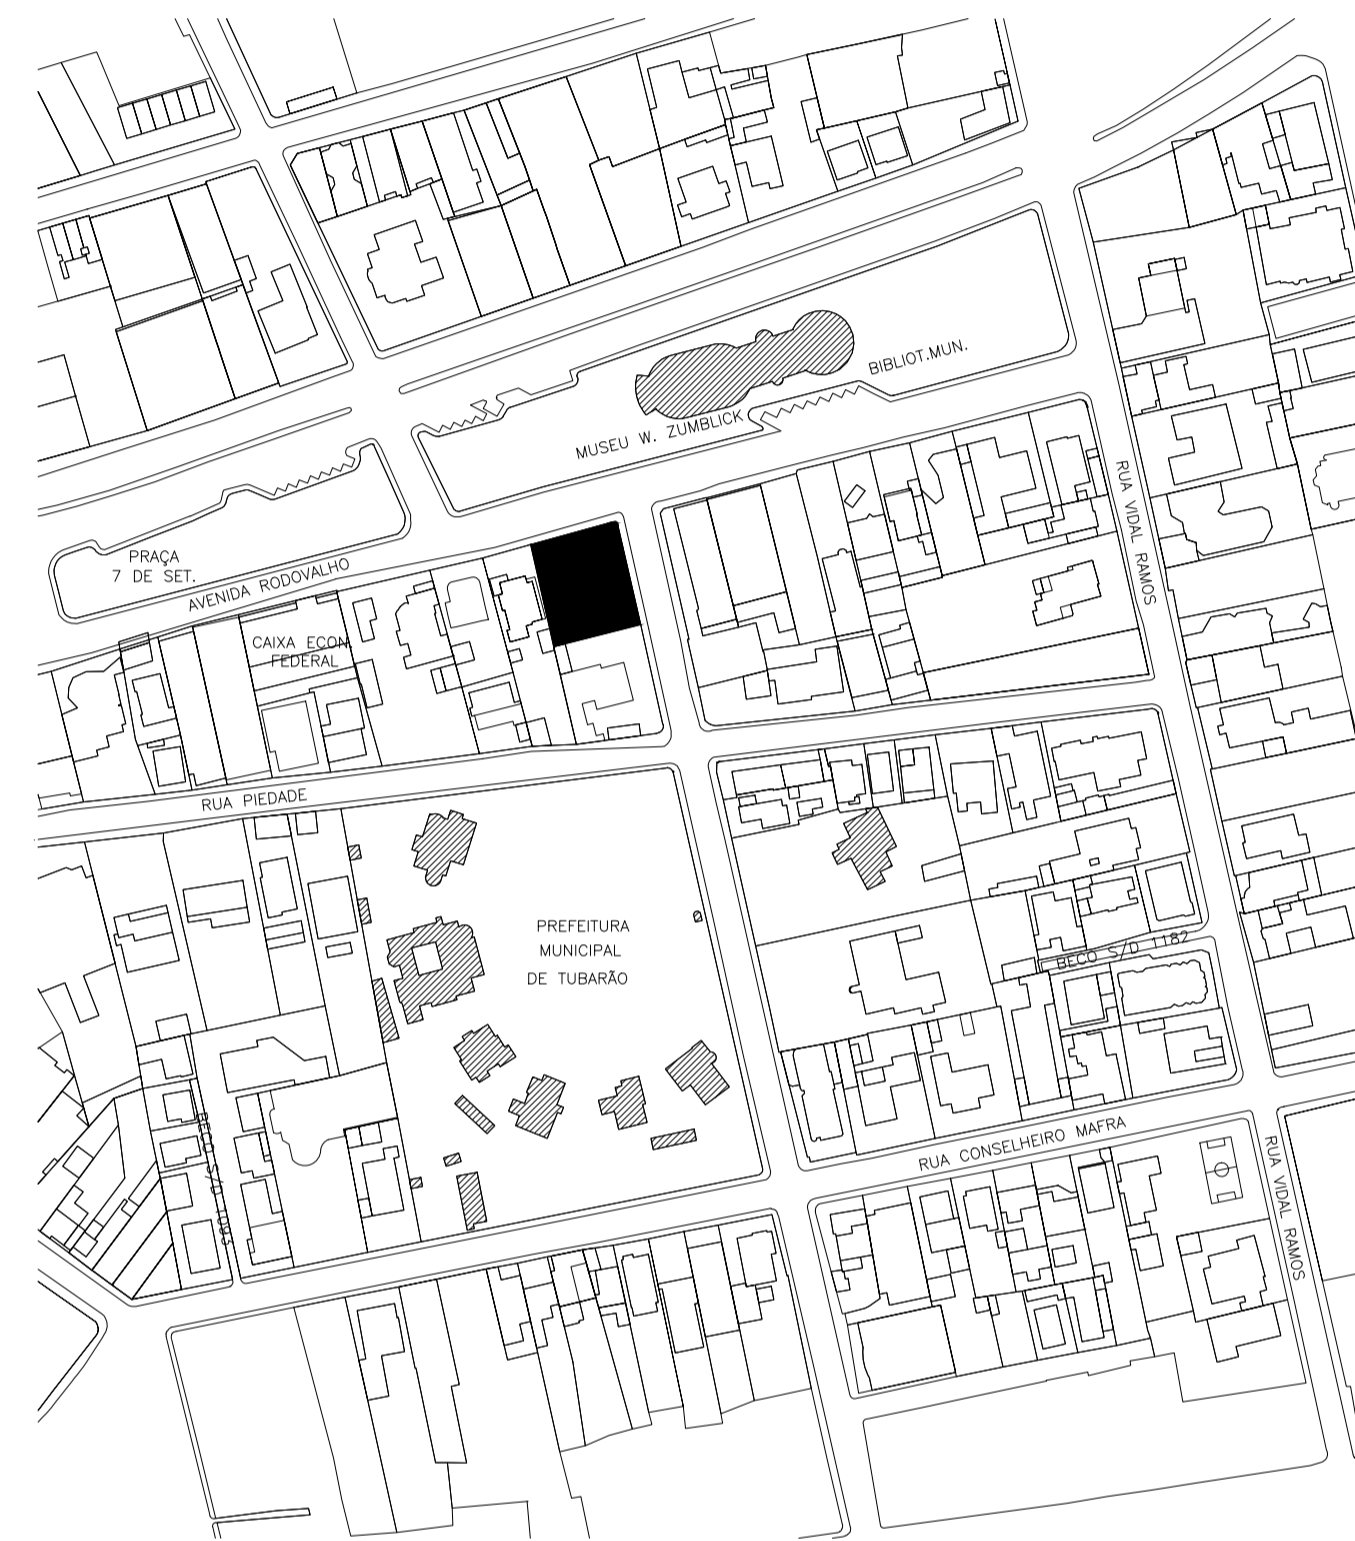 BIBLIOT.MUN.
MUSEU W. ZUMBLICK
RUA VIDAL RAMOS
PRAÇA
7 DE SET.
AVENIDA RODOVALHO
CAIXA ECON
FEDERAL
RUA PIEDADE
PREFEITURA
MUNICIPAL
DE TUBARÃO
BECO S/D 1182
BECO S/D 1093
RUA CONSELHEIRO MAFRA
RUA VIDAL RAMOS